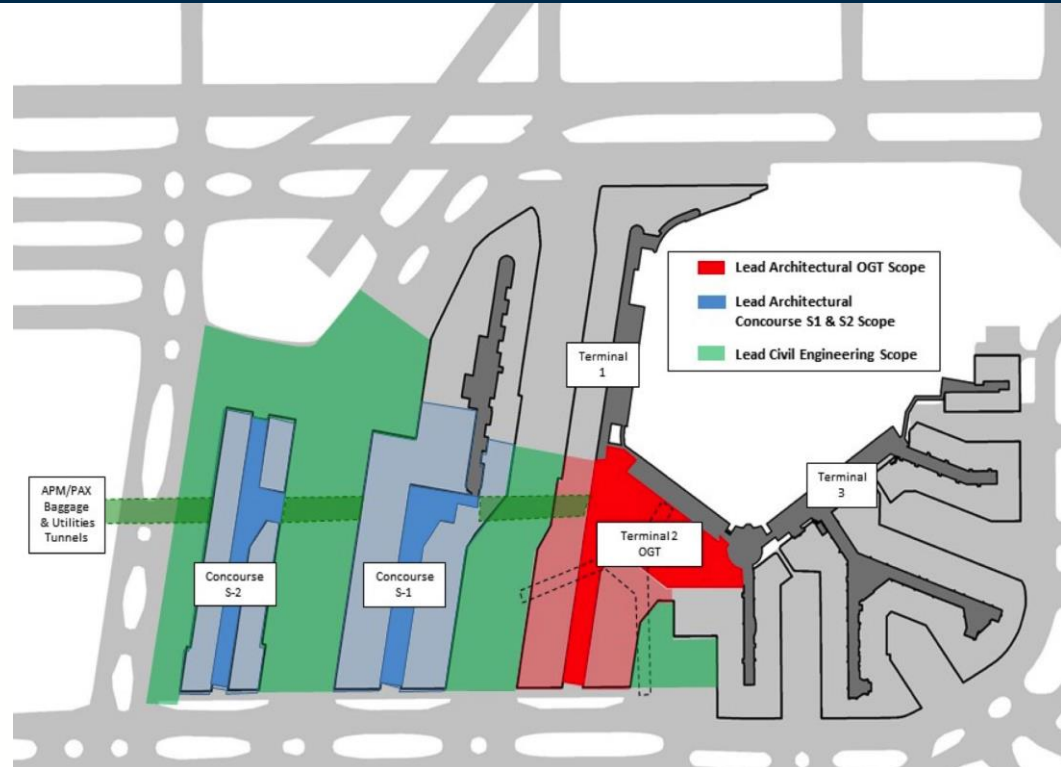 Lead Architectural OGT Scope
Lead Architectural
Concourse S1 & S2 Scope
Lead Civil Engineering Scope
Terminal
1
Terminal
3
APM/PAX
Baggage
& Utilities
Tunnels
Terminal 2
OGT
Concourse
S-2
Concourse
S-1